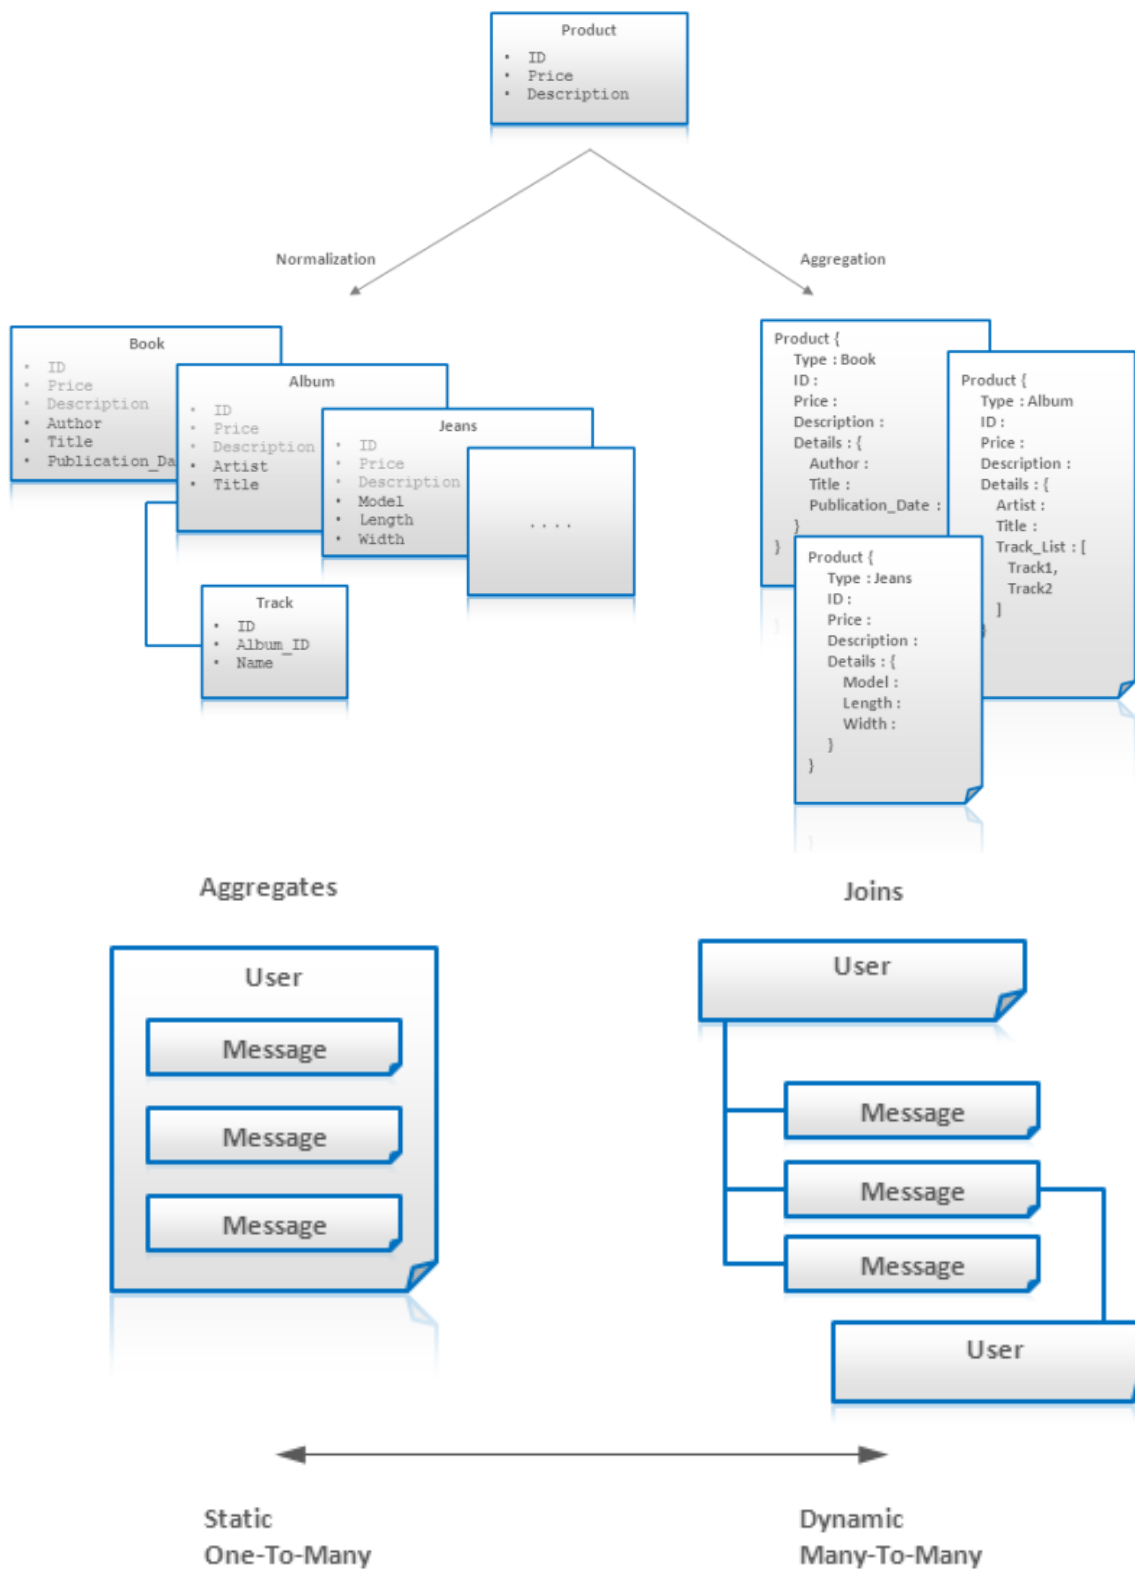 Product
• ID
• Price
• Description
Normalization
Aggregation
Book
• ID
• Price
• Description
• Author
• Title
• Publication_Da
Album
• ID
• Price
• Description
• Artist
• Title
Jeans
• ID
• Price
• Description
• Model
• Length
• Width
. . . .
Track
• ID
• Album_ID
• Name
Product {
Type : Book
ID :
Price :
Description :
Details : {
Author :
Title :
Publication_Date :
}
}
Product {
Type : Album
ID :
Price :
Description :
Details : {
Artist :
Title :
Track_List : [
Track1,
Track2
]
}
Product {
Type : Jeans
ID :
Price :
Description :
Details : {
Model :
Length :
Width :
}
}
Aggregates
User
Message
Message
Message
Joins
User
Message
Message
Message
User
Static
One-To-Many
Dynamic
Many-To-Many